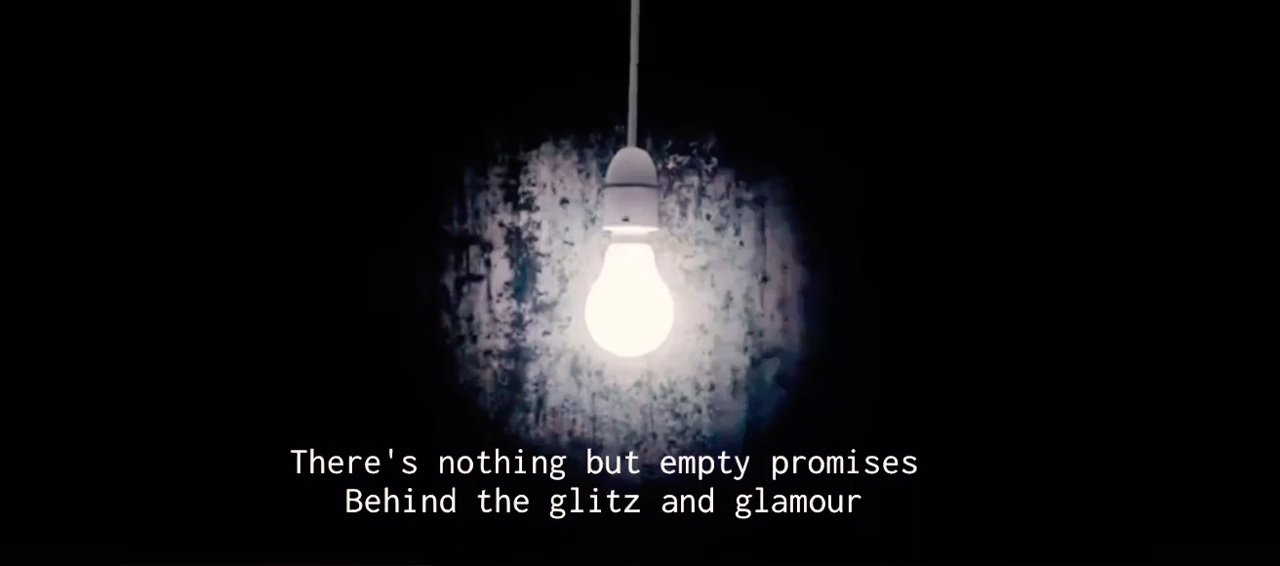 There's nothing but empty promises
Behind the glitz and glamour